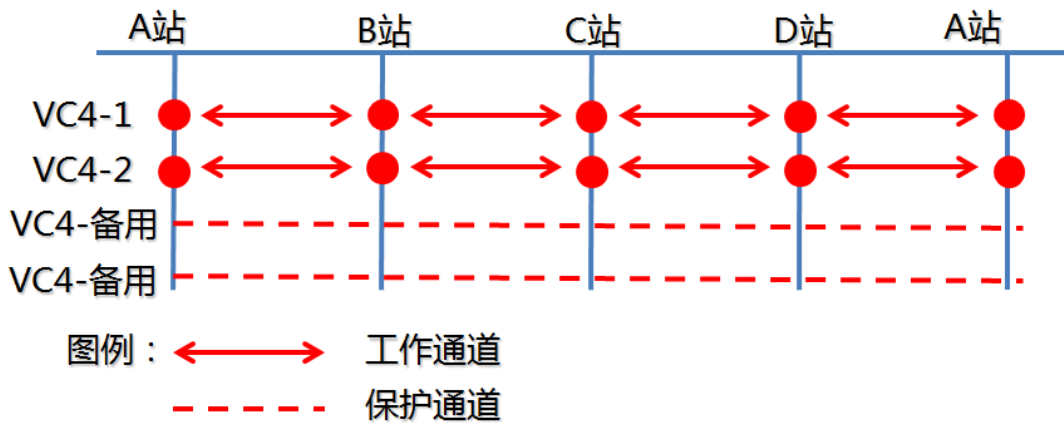 A站 B站 C站 D站 A站
VC4-1
VC4-2
VC4-备用
VC4-备用
图例： 工作通道
保护通道